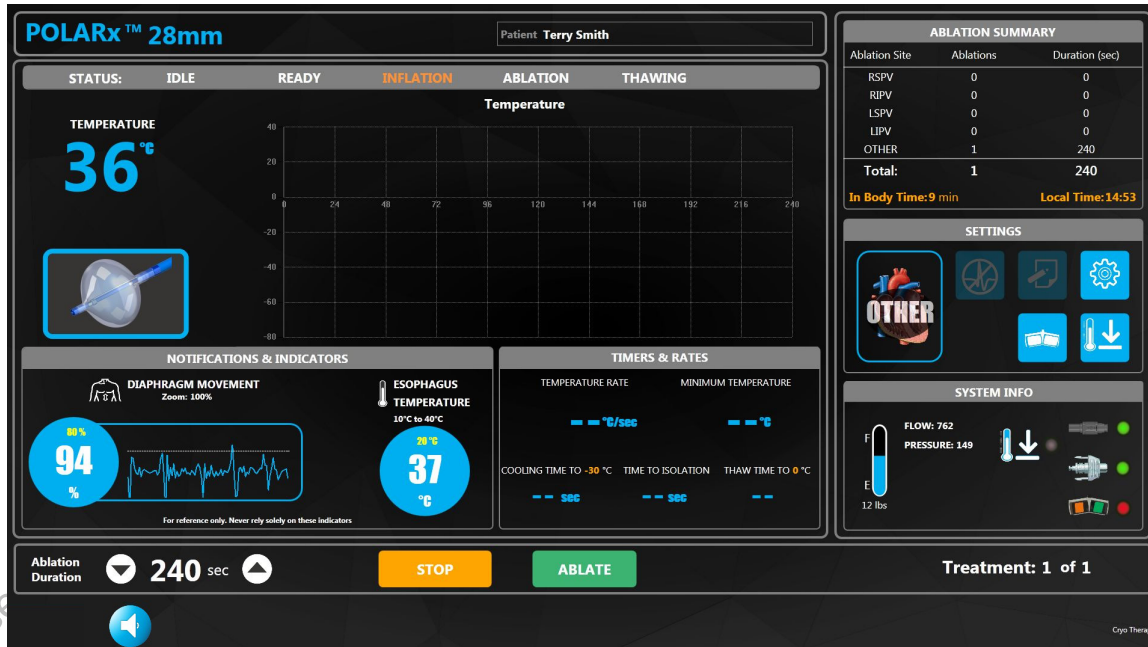 POLARx™ 28mm
Patient Terry Smith
STATUS: IDLE READY INFLATION ABLATION THAWING
TEMPERATURE
36 °C
Temperature
40
20
0
-20
-40
-60
-80
0 24 48 72 96 120 144 168 192 216 240
NOTIFICATIONS & INDICATORS
DIAPHRAGM MOVEMENT
Zoom: 100%
80 %
94
%
ESOPHAGUS
TEMPERATURE
10°C to 40°C
20 °C
37
°C
For reference only. Never rely solely on these indicators
TIMERS & RATES
TEMPERATURE RATE MINIMUM TEMPERATURE
-- °C/sec -- °C
COOLING TIME TO -30 °C TIME TO ISOLATION THAW TIME TO 0 °C
-- sec -- sec --
ABLATION SUMMARY
Ablation Site Ablations Duration (sec)
RSPV 0 0
RIPV 0 0
LSPV 0 0
LIPV 0 0
OTHER 1 240
Total: 1 240
In Body Time: 9 min Local Time: 14:53
SETTINGS
OTHER
SYSTEM INFO
F
E
12 lbs
FLOW: 762
PRESSURE: 149
Ablation
Duration
240 sec
STOP
ABLATE
Treatment: 1 of 1